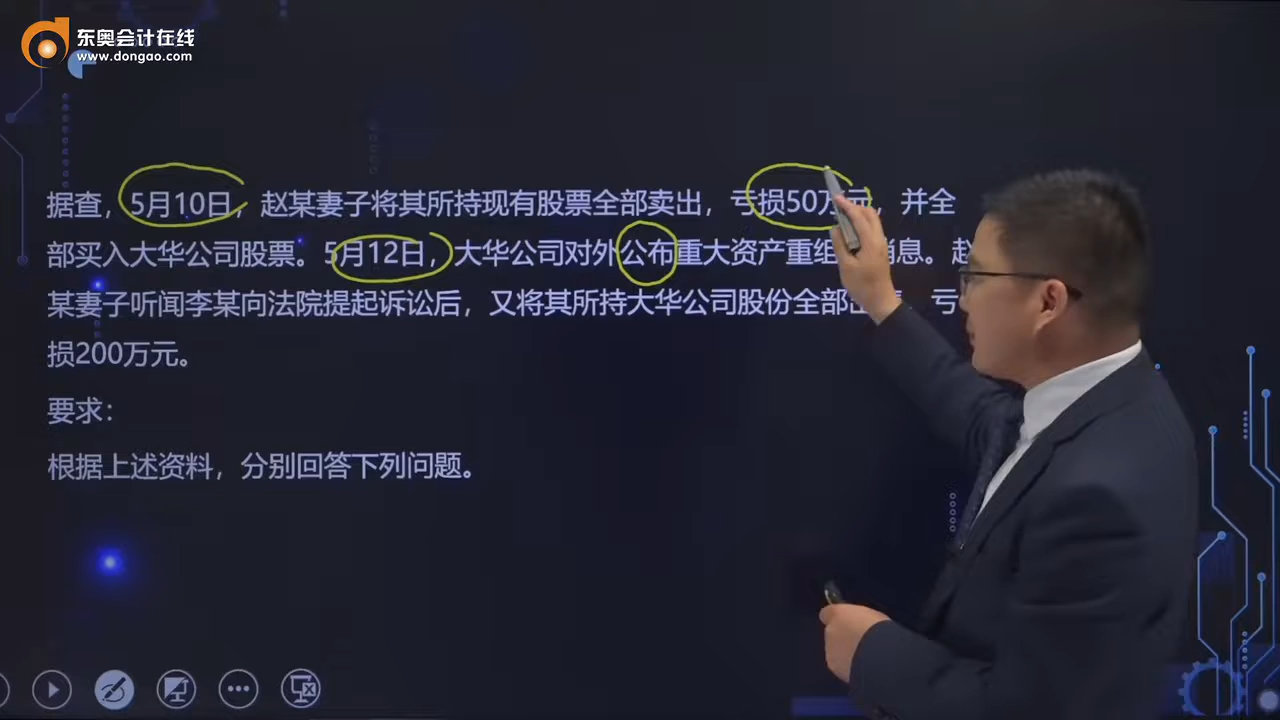 东奥会计在线
www.dongao.com
据查，5月10日，赵某妻子将其所持现有股票全部卖出，亏损50万元，并全
部买入大华公司股票。5月12日，大华公司对外公布重大资产重组消息。赵
某妻子听闻李某向法院提起诉讼后，又将其所持大华公司股份全部 亏
损200万元。
要求：
根据上述资料，分别回答下列问题。